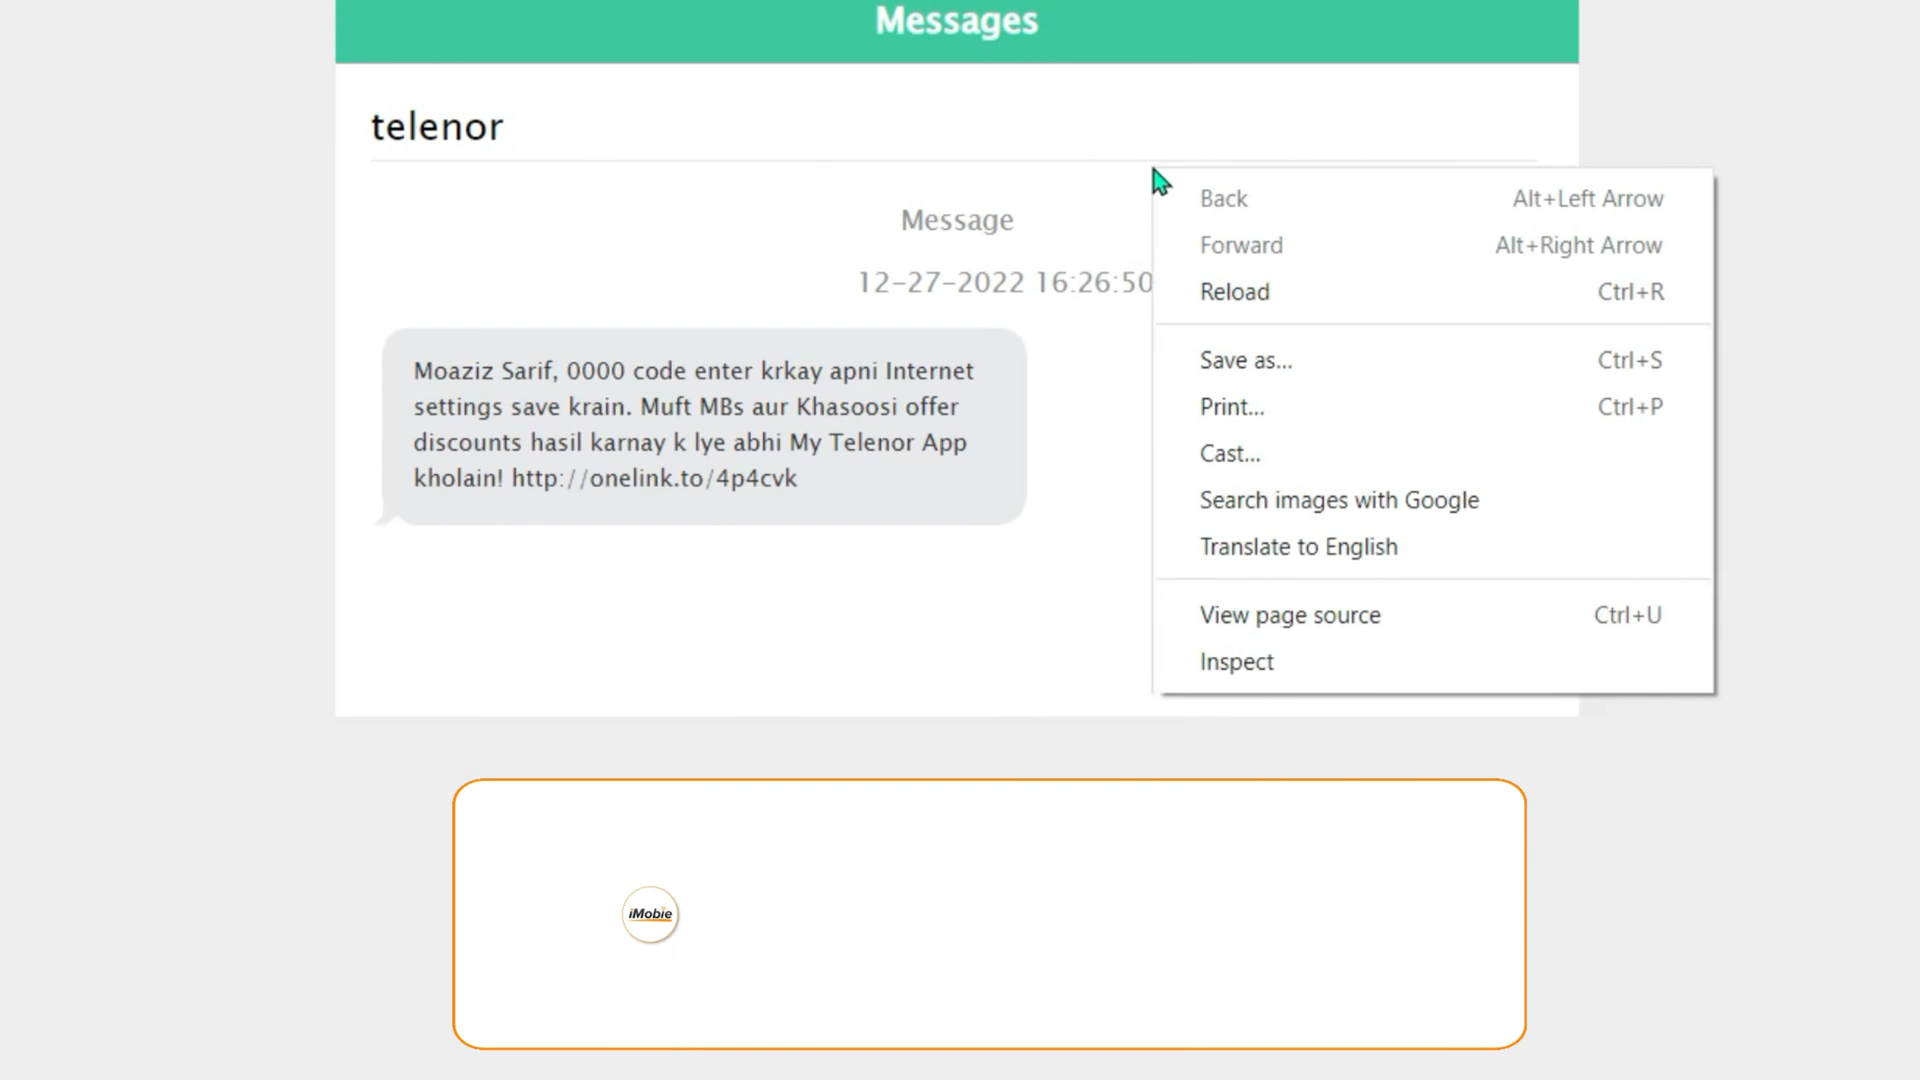 Messages
telenor
Message
12-27-2022 16:26:50
Moaziz Sarif, 0000 code enter krkay apni Internet
settings save krain. Muft MBs aur Khasoosi offer
discounts hasil karnay k lye abhi My Telenor App
kholain! http://onelink.to/4p4cvk
Back Alt+Left Arrow
Forward Alt+Right Arrow
Reload Ctrl+R
Save as... Ctrl+S
Print... Ctrl+P
Cast...
Search images with Google
Translate to English
View page source Ctrl+U
Inspect
iMobie